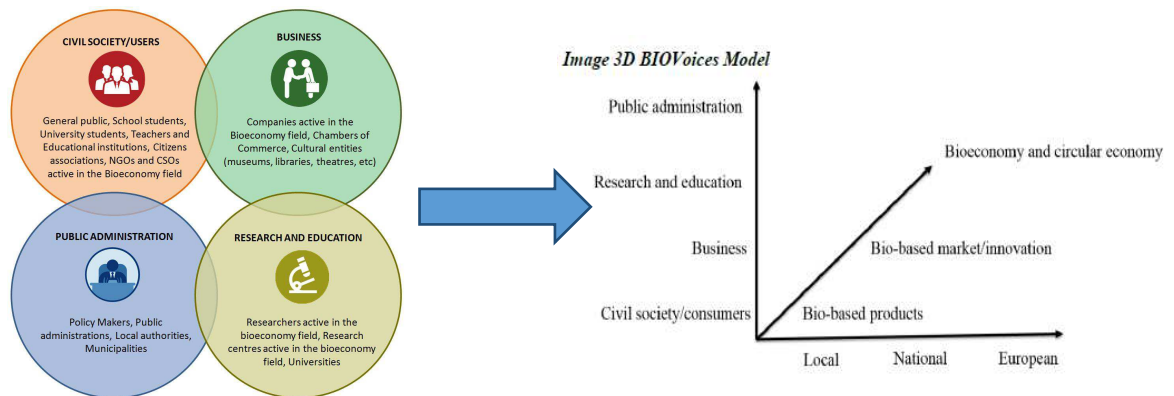 CIVIL SOCIETY/USERS
General public, School students,
University students, Teachers and
Educational institutions, Citizens
associations, NGOs and CSOs
active in the Bioeconomy field
BUSINESS
Companies active in the
Bioeconomy field, Chambers of
Commerce, Cultural entities
(museums, libraries, theatres, etc)
PUBLIC ADMINISTRATION
Policy Makers, Public
administrations, Local authorities,
Municipalities
RESEARCH AND EDUCATION
Researchers active in the
bioeconomy field, Research
centres active in the bioeconomy
field, Universities
Image 3D BIOVoices Model
Public administration
Research and education
Business
Civil society/consumers
Bioeconomy and circular economy
Bio-based market/innovation
Bio-based products
Local
National
European